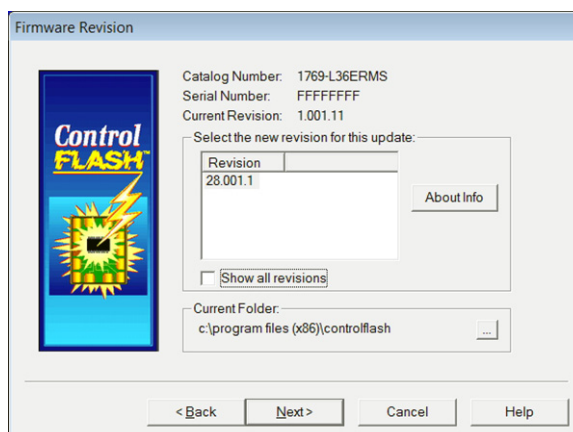 Firmware Revision
Control
FLASH™
Catalog Number: 1769-L36ERMS
Serial Number: FFFFFFFF
Current Revision: 1.001.11
Select the new revision for this update:
Revision
28.001.1
About Info
Show all revisions
Current Folder:
c:\program files (x86)\controlflash
...
< Back
Next >
Cancel
Help